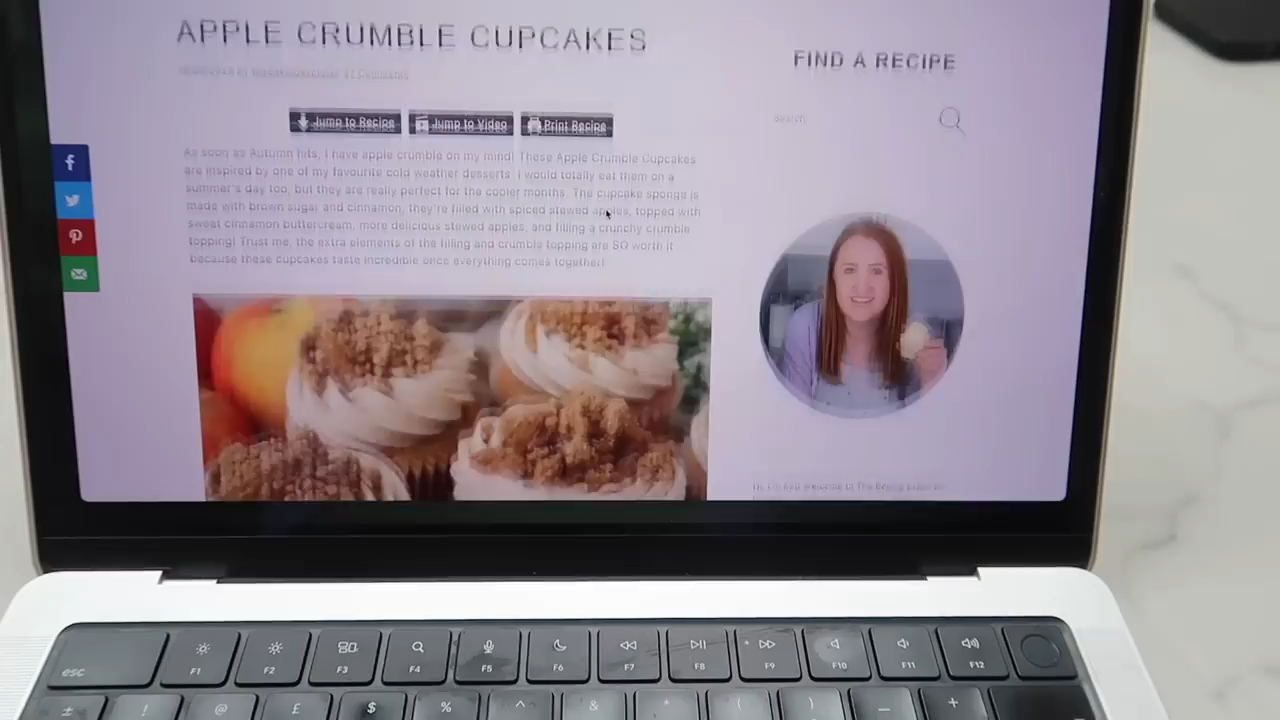 APPLE CRUMBLE CUPCAKES
FIND A RECIPE
Search
Jump to Recipe
Jump to Video
Print Recipe
As soon as Autumn hits, I have apple crumble on my mind! These Apple Crumble Cupcakes
are inspired by one of my favourite cold weather desserts. I would totally eat them on a
summer's day too, but they are really perfect for the cooler months. The cupcake sponge is
made with brown sugar and cinnamon, they're filled with spiced stewed apples, topped with
sweet cinnamon buttercream, more delicious stewed apples, and filling a crunchy crumble
topping! Trust me, the extra elements of the filling and crumble topping are SO worth it
because these cupcakes taste incredible once everything comes together!
esc
F1
F2
F3
F4
F5
F6
F7
F8
F9
F10
F11
F12
±
!
@
£
$
%
^
&
*
(
)
_
+